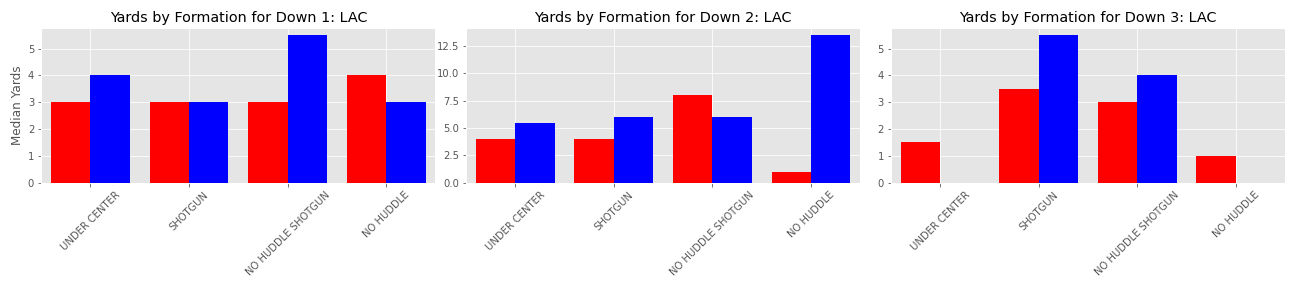 Yards by Formation for Down 1: LAC
Median Yards
5
4
3
2
1
0
UNDER CENTER
SHOTGUN
NO HUDDLE SHOTGUN
NO HUDDLE
Yards by Formation for Down 2: LAC
12.5
10.0
7.5
5.0
2.5
0.0
UNDER CENTER
SHOTGUN
NO HUDDLE SHOTGUN
NO HUDDLE
Yards by Formation for Down 3: LAC
5
4
3
2
1
0
UNDER CENTER
SHOTGUN
NO HUDDLE SHOTGUN
NO HUDDLE